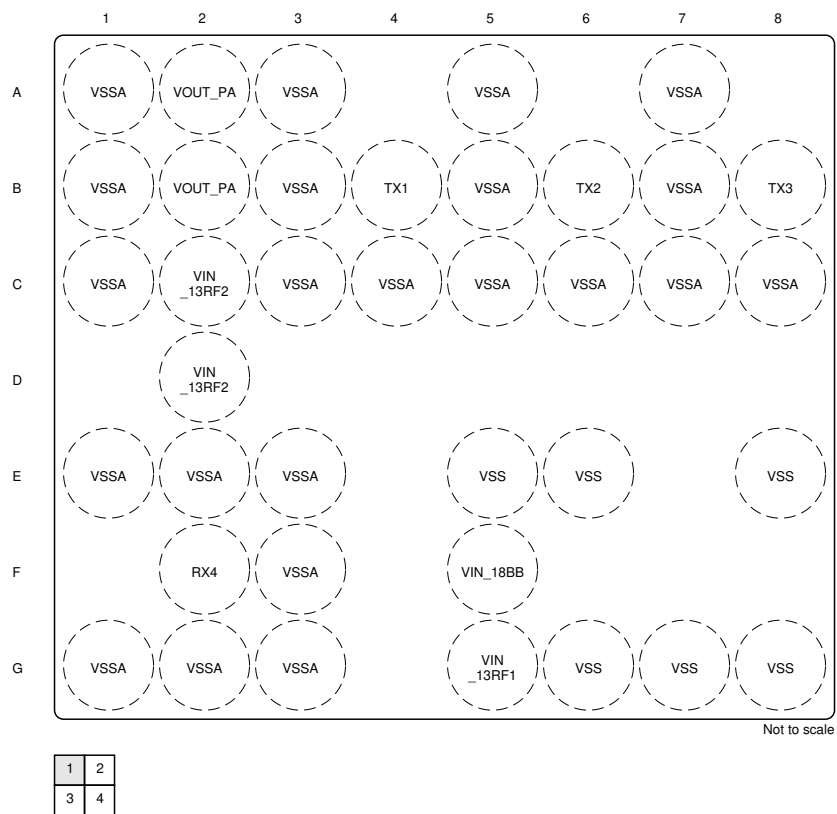 1 2 3 4 5 6 7 8
A VSSA VOUT_PA VSSA VSSA VSSA
B VSSA VOUT_PA VSSA TX1 VSSA TX2 VSSA TX3
C VSSA VIN
_13RF2 VSSA VSSA VSSA VSSA VSSA VSSA
D VIN
_13RF2
E VSSA VSSA VSSA VSS VSS VSS
F RX4 VSSA VIN_18BB
G VSSA VSSA VSSA VIN
_13RF1 VSS VSS VSS
Not to scale
1 2
3 4